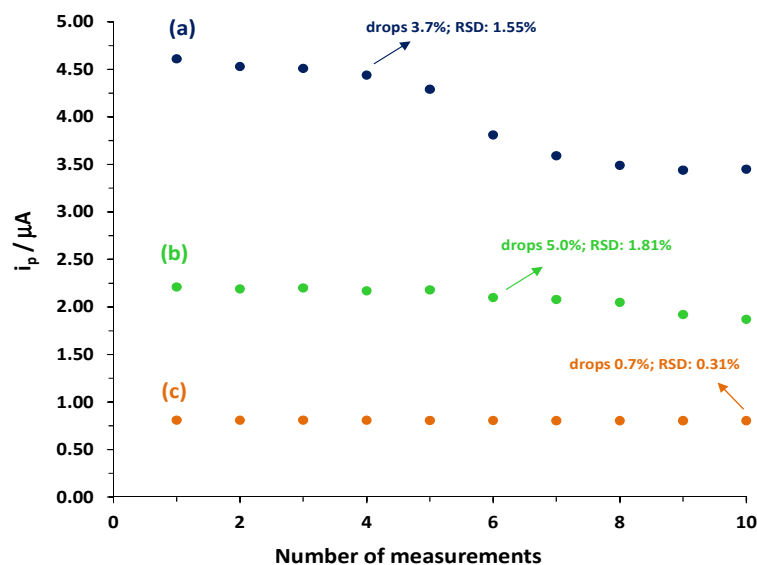 (a)
drops 3.7%; RSD: 1.55%
(b)
drops 5.0%; RSD: 1.81%
(c)
drops 0.7%; RSD: 0.31%
5.00
4.50
4.00
3.50
3.00
2.50
2.00
1.50
1.00
0.50
0.00
i_p / μA
0 2 4 6 8 10
Number of measurements